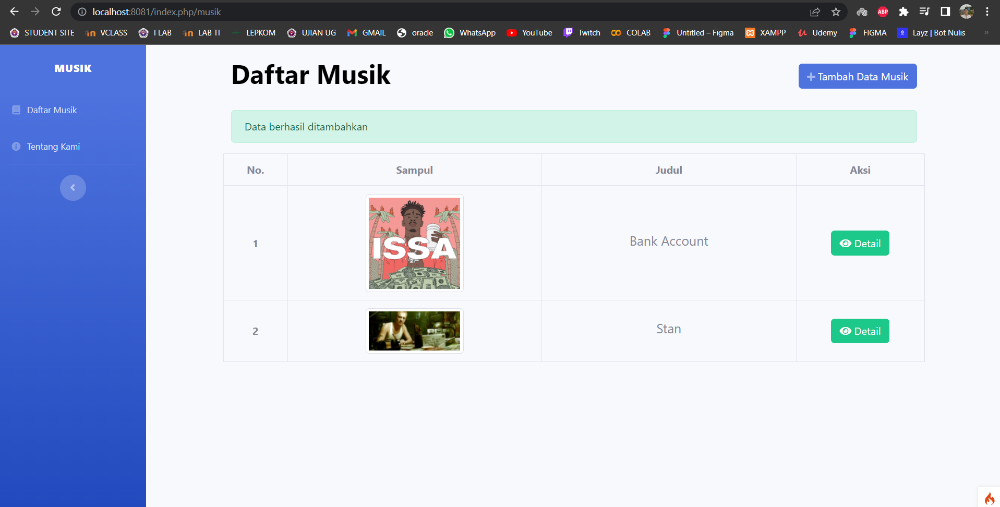 localhost:8081/index.php/musik
ABP
STUDENT SITE VCLASS I LAB LAB TI LEPKOM UJIAN UG GMAIL oracle WhatsApp YouTube Twitch COLAB Untitled – Figma XAMPP Udemy FIGMA Layz | Bot Nulis »
MUSIK
Daftar Musik
Tentang Kami
Daftar Musik
+ Tambah Data Musik
Data berhasil ditambahkan
No. Sampul Judul Aksi
1 ISSA Bank Account Detail
2 Stan Detail